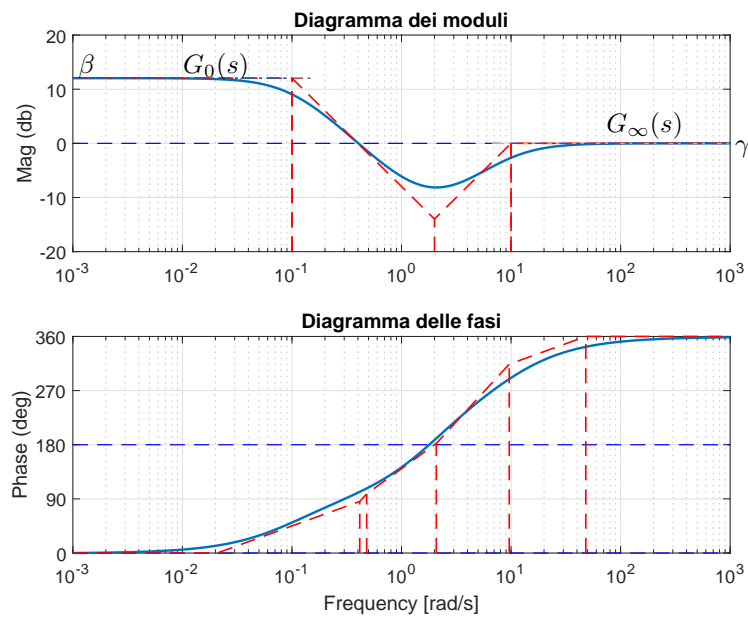 Diagramma dei moduli
Mag (db)
20
10
0
-10
-20
β
G₀(s)
G∞(s)
γ
10⁻³ 10⁻² 10⁻¹ 10⁰ 10¹ 10² 10³
Diagramma delle fasi
Phase (deg)
360
270
180
90
0
10⁻³ 10⁻² 10⁻¹ 10⁰ 10¹ 10² 10³
Frequency [rad/s]